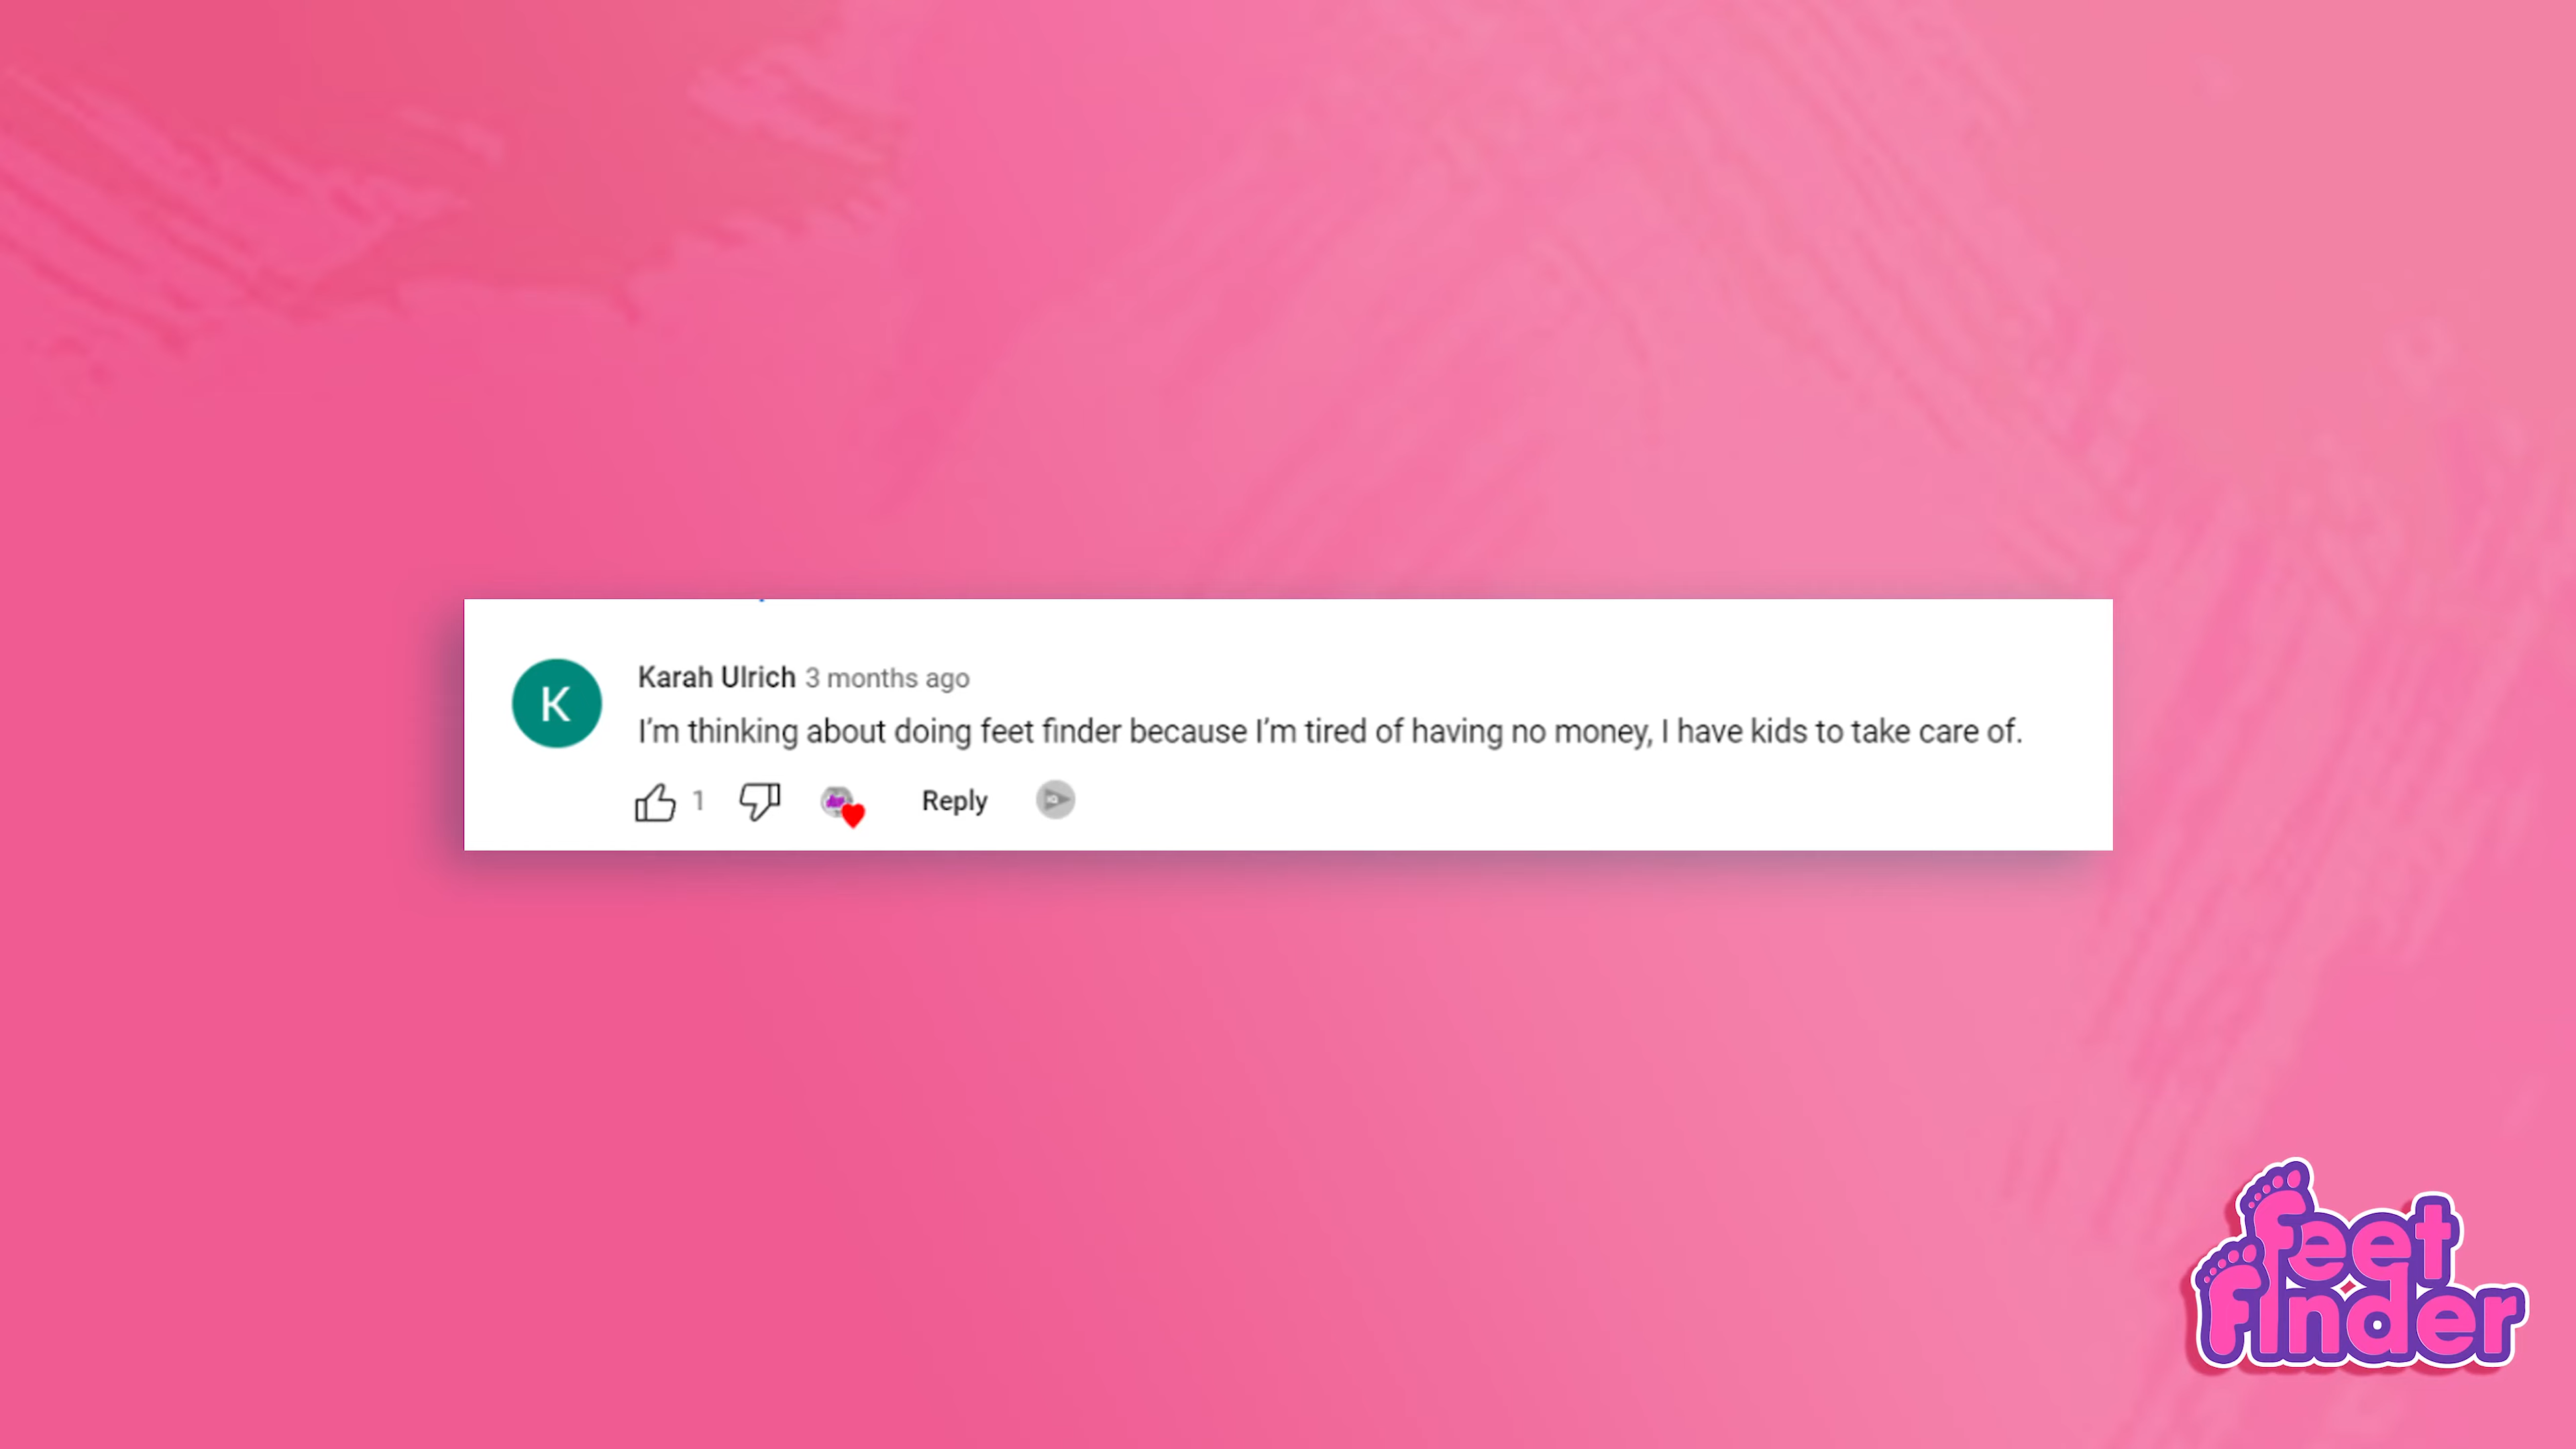 K
Karah Ulrich 3 months ago
I'm thinking about doing feet finder because I'm tired of having no money, I have kids to take care of.
1
Reply
feet
finder